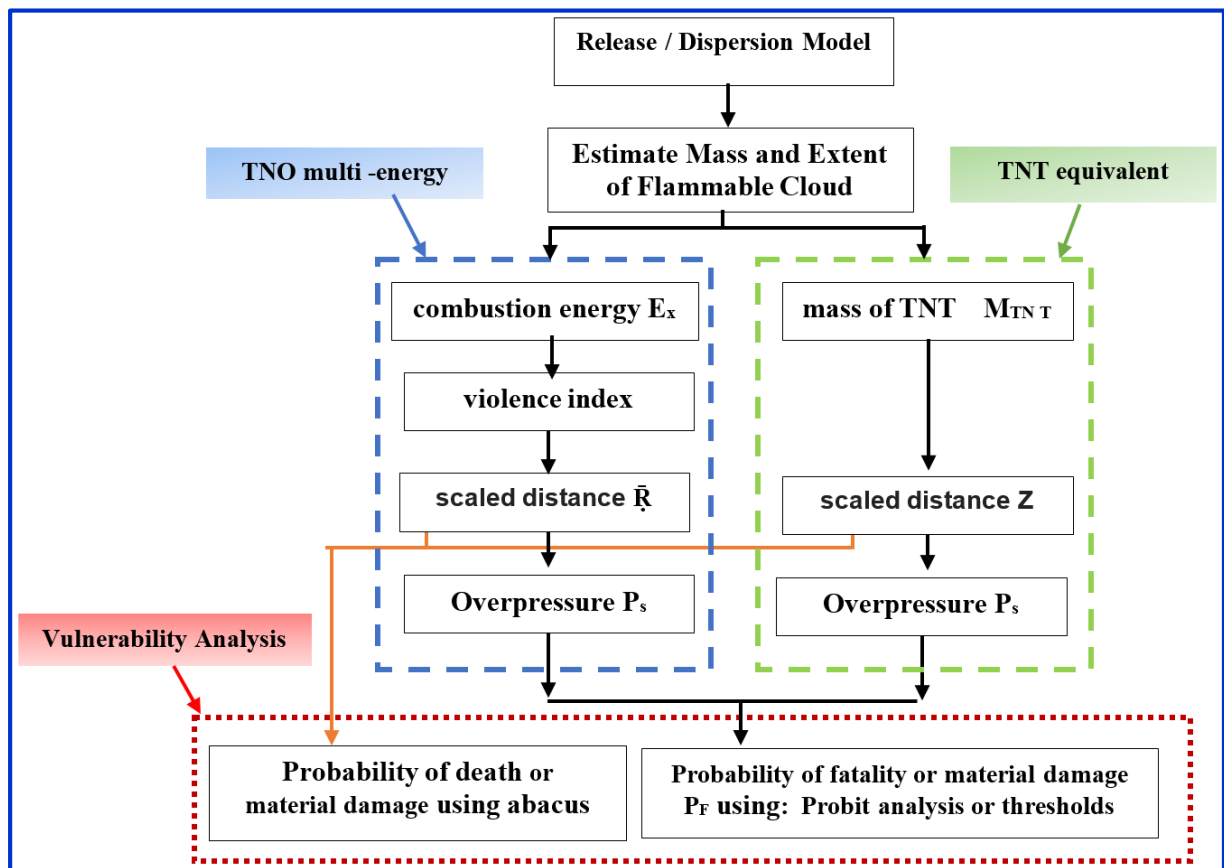 Release / Dispersion Model
Estimate Mass and Extent
of Flammable Cloud
TNO multi -energy
TNT equivalent
combustion energy Eₓ
violence index
scaled distance Ṝ
Overpressure Pₛ
mass of TNT M_TN T
scaled distance Z
Overpressure Pₛ
Vulnerability Analysis
Probability of death or
material damage using abacus
Probability of fatality or material damage
P_F using: Probit analysis or thresholds